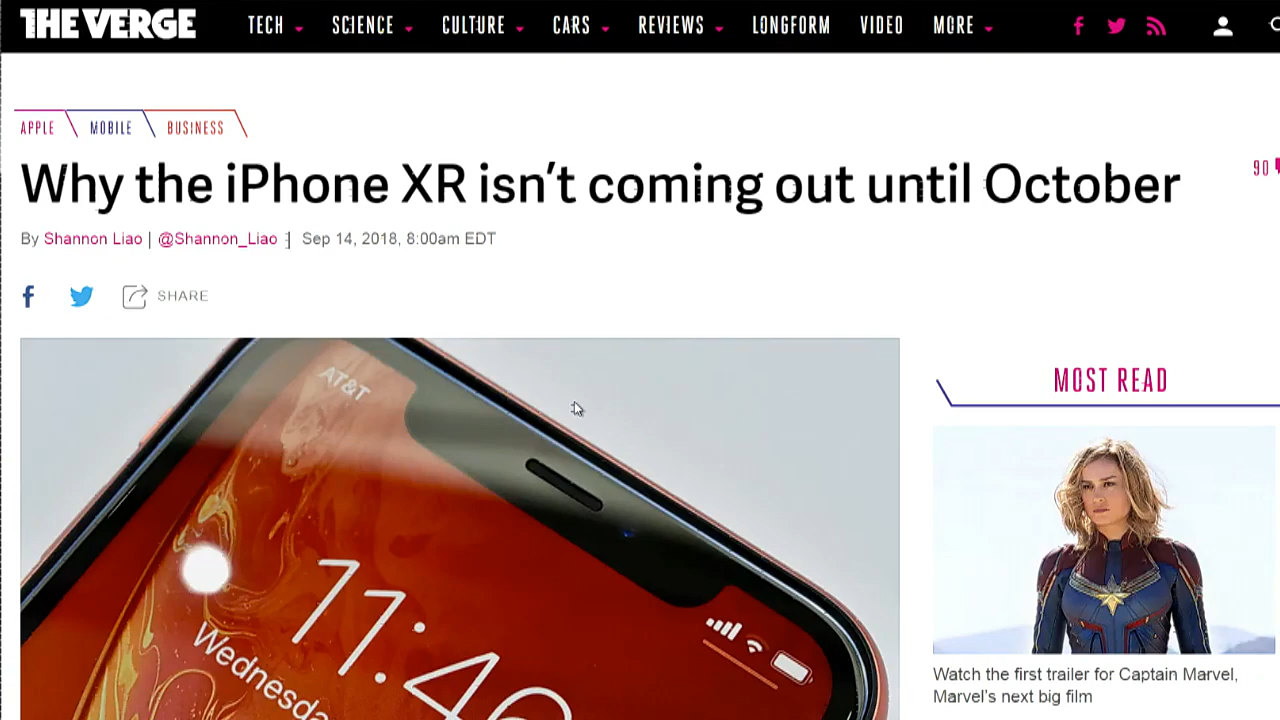 THE VERGE TECH SCIENCE CULTURE CARS REVIEWS LONGFORM VIDEO MORE
APPLE MOBILE BUSINESS
Why the iPhone XR isn't coming out until October
90
By Shannon Liao | @Shannon_Liao | Sep 14, 2018, 8:00am EDT
SHARE
MOST READ
AT&T
11:4
Wednesda
Watch the first trailer for Captain Marvel,
Marvel's next big film